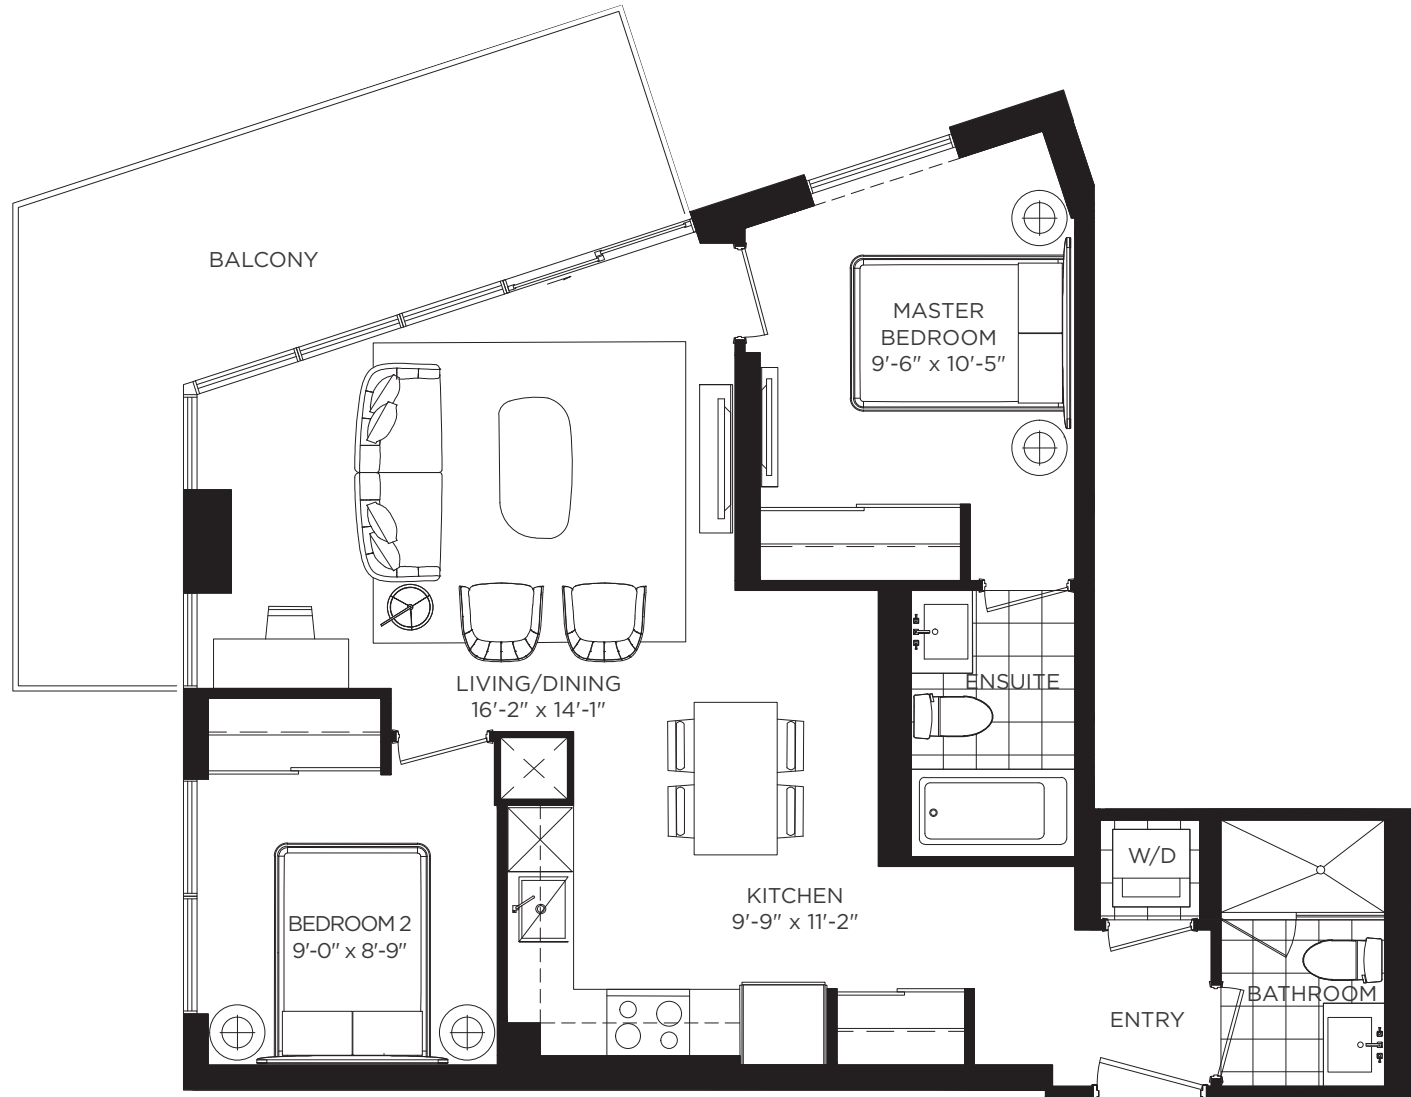 BALCONY
MASTER
BEDROOM
9'-6" x 10'-5"
ENSUITE
LIVING/DINING
16'-2" x 14'-1"
W/D
KITCHEN
9'-9" x 11'-2"
BEDROOM 2
9'-0" x 8'-9"
BATHROOM
ENTRY